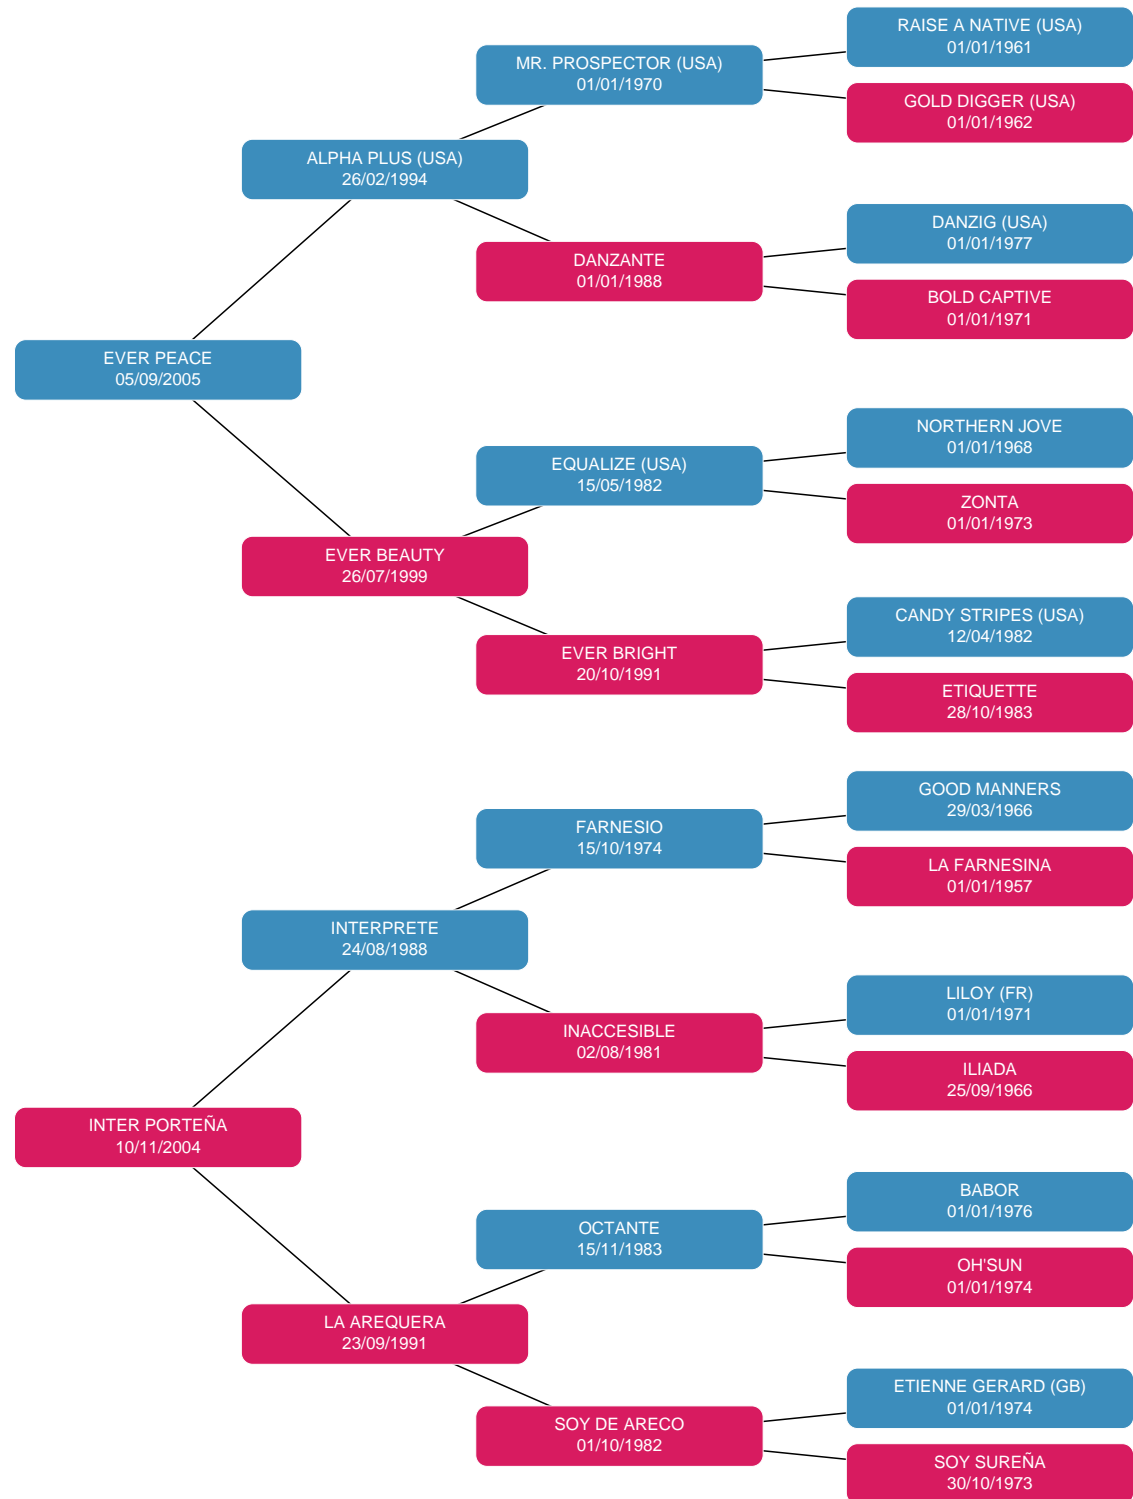 RAISE A NATIVE (USA)
01/01/1961
MR. PROSPECTOR (USA)
01/01/1970
GOLD DIGGER (USA)
01/01/1962
ALPHA PLUS (USA)
26/02/1994
DANZIG (USA)
01/01/1977
DANZANTE
01/01/1988
BOLD CAPTIVE
01/01/1971
EVER PEACE
05/09/2005
NORTHERN JOVE
01/01/1968
EQUALIZE (USA)
15/05/1982
ZONTA
01/01/1973
EVER BEAUTY
26/07/1999
CANDY STRIPES (USA)
12/04/1982
EVER BRIGHT
20/10/1991
ETIQUETTE
28/10/1983
GOOD MANNERS
29/03/1966
FARNESIO
15/10/1974
LA FARNESINA
01/01/1957
INTERPRETE
24/08/1988
LILOY (FR)
01/01/1971
INACCESIBLE
02/08/1981
ILIADA
25/09/1966
INTER PORTEÑA
10/11/2004
BABOR
01/01/1976
OCTANTE
15/11/1983
OH'SUN
01/01/1974
LA AREQUERA
23/09/1991
ETIENNE GERARD (GB)
01/01/1974
SOY DE ARECO
01/10/1982
SOY SUREÑA
30/10/1973